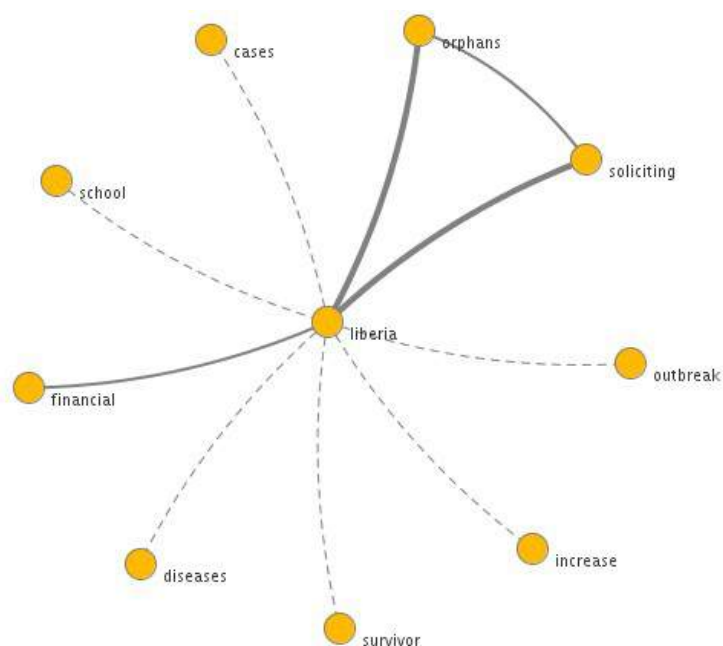 orphans
cases
soliciting
school
liberia
outbreak
financial
increase
diseases
survivor